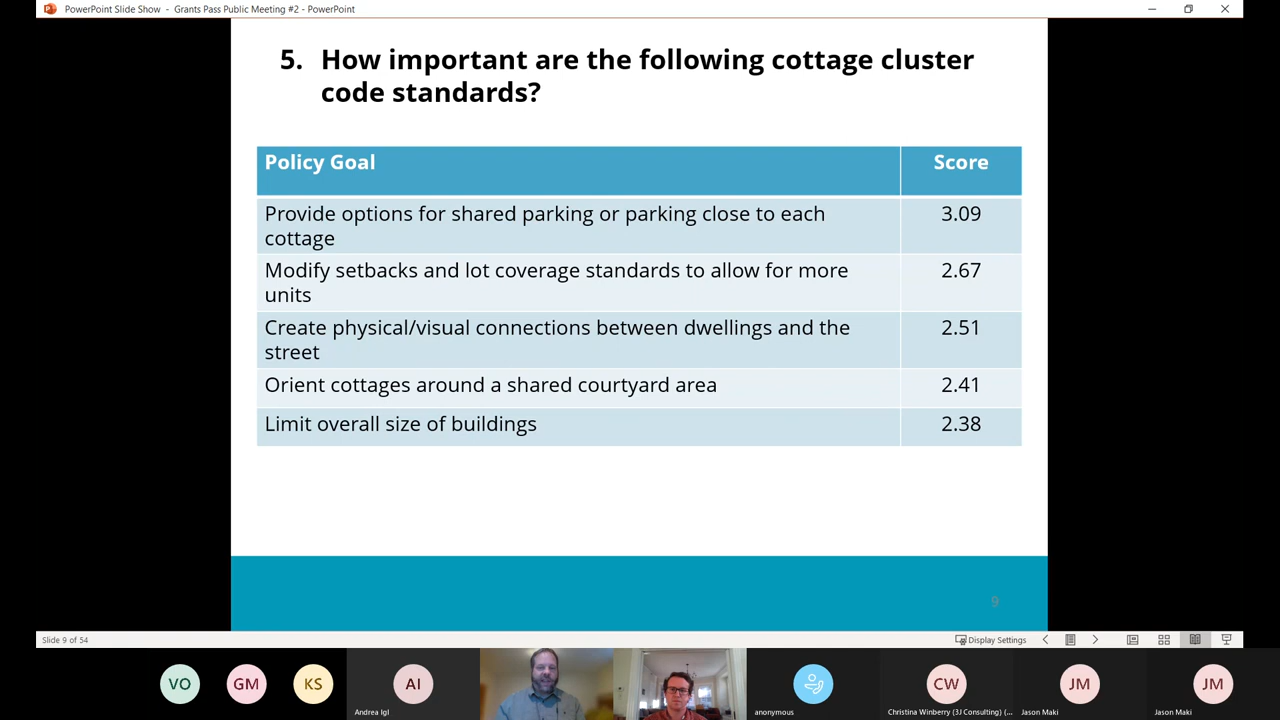 PowerPoint Slide Show - Grants Pass Public Meeting #2 - PowerPoint
5. How important are the following cottage cluster
code standards?
Policy Goal Score
Provide options for shared parking or parking close to each 3.09
cottage
Modify setbacks and lot coverage standards to allow for more 2.67
units
Create physical/visual connections between dwellings and the 2.51
street
Orient cottages around a shared courtyard area 2.41
Limit overall size of buildings 2.38
9
Slide 9 of 54 Display Settings
VO GM KS AI CW JM JM
Andrea Igl anonymous Christina Winberry (3J Consulting) (... Jason Maki Jason Maki